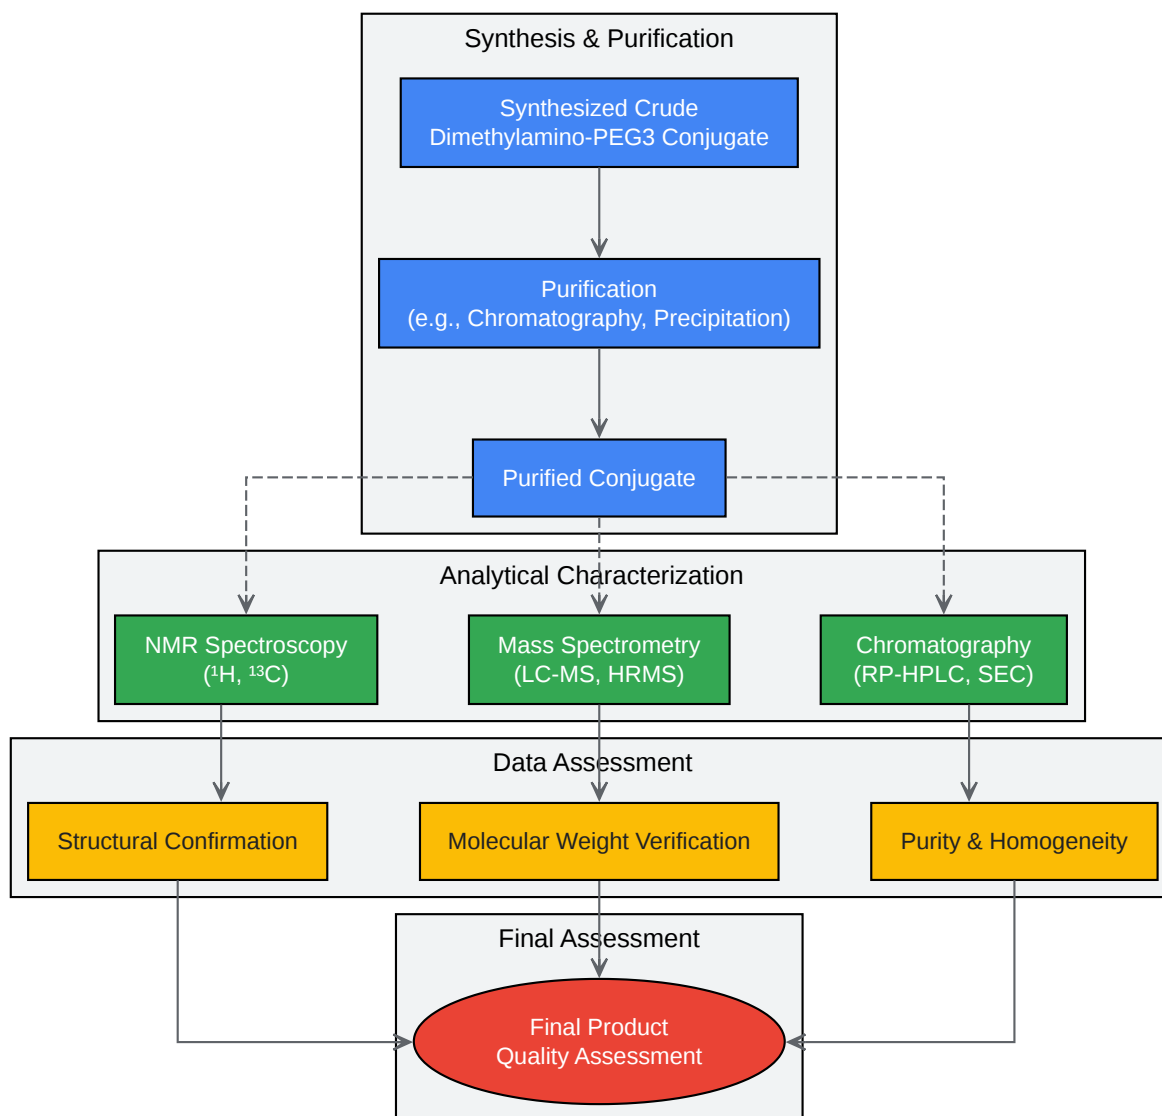 Synthesis & Purification
Synthesized Crude
Dimethylamino-PEG3 Conjugate
Purification
(e.g., Chromatography, Precipitation)
Purified Conjugate
Analytical Characterization
NMR Spectroscopy
(¹H, ¹³C)
Mass Spectrometry
(LC-MS, HRMS)
Chromatography
(RP-HPLC, SEC)
Data Assessment
Structural Confirmation
Molecular Weight Verification
Purity & Homogeneity
Final Assessment
Final Product
Quality Assessment